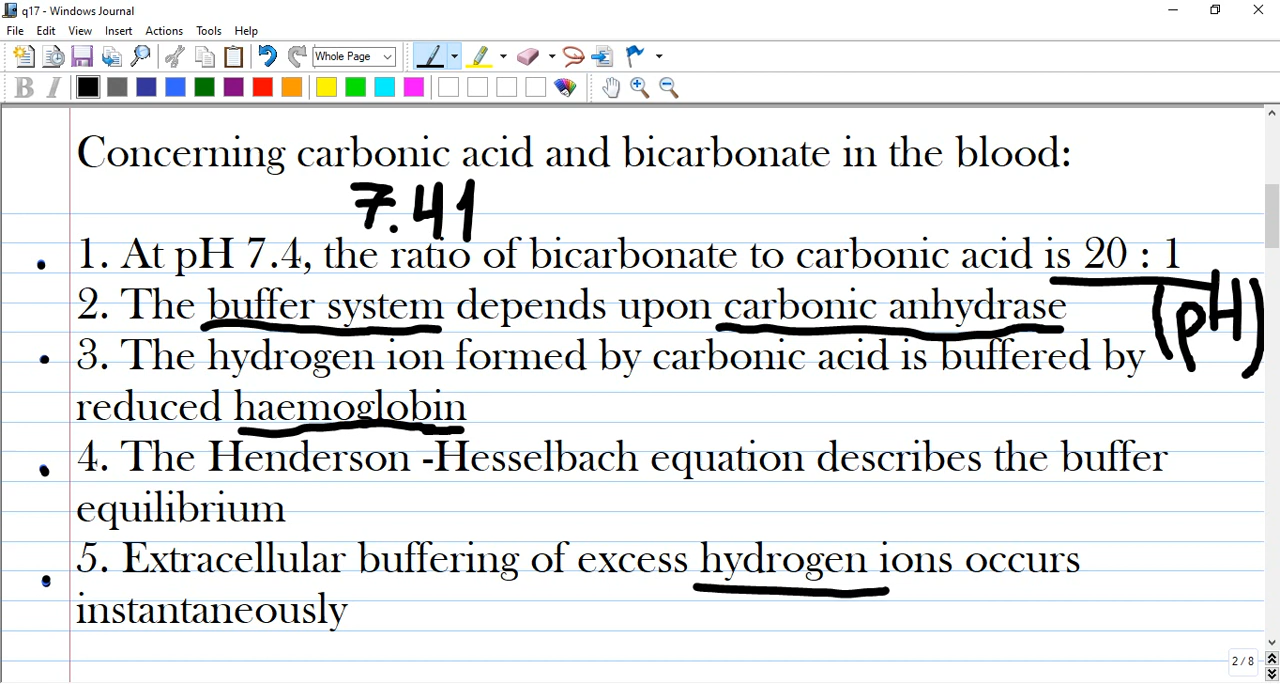 q17 - Windows Journal
File Edit View Insert Actions Tools Help
Whole Page
B I
Concerning carbonic acid and bicarbonate in the blood:
7.41
1. At pH 7.4, the ratio of bicarbonate to carbonic acid is 20 : 1
2. The buffer system depends upon carbonic anhydrase
(pH)
3. The hydrogen ion formed by carbonic acid is buffered by
reduced haemoglobin
4. The Henderson -Hesselbach equation describes the buffer
equilibrium
5. Extracellular buffering of excess hydrogen ions occurs
instantaneously
2 / 8